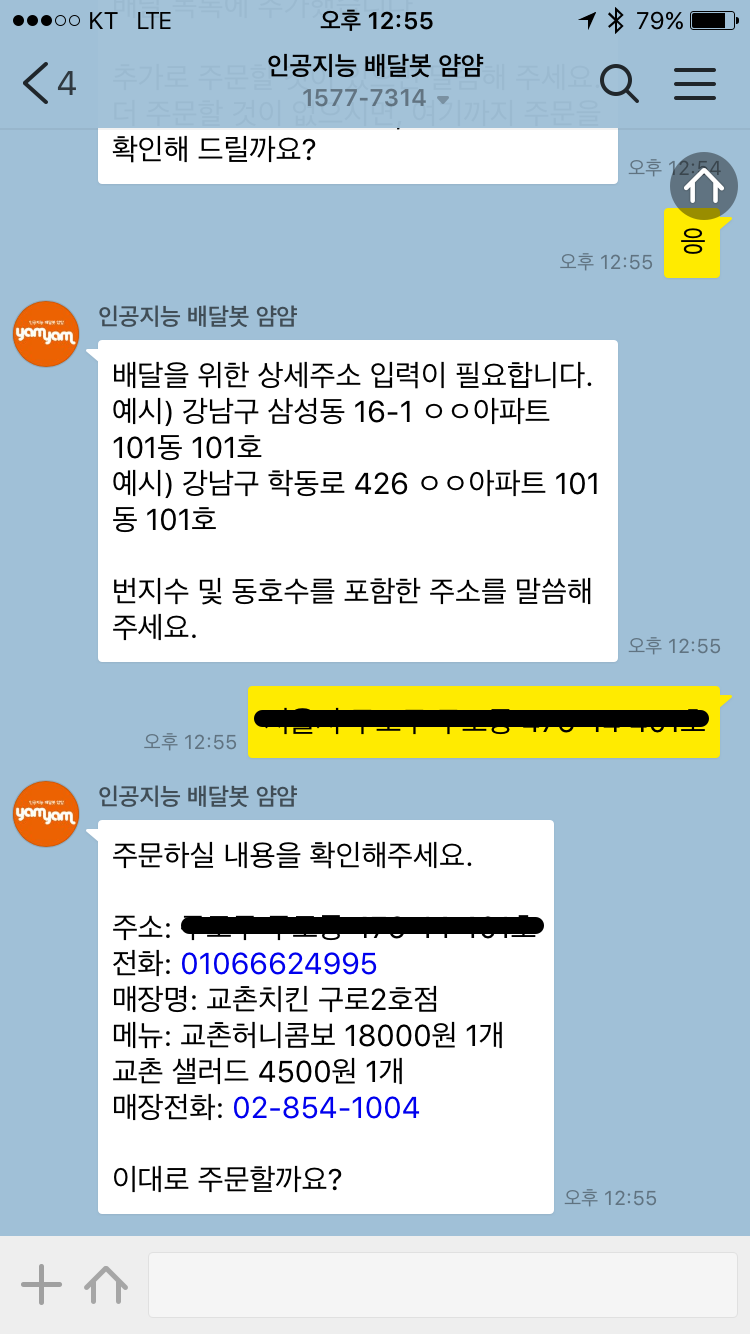 KT LTE 오후 12:55 79%
4 인공지능 배달봇 얌얌
1577-7314
추가로 주문할
더 주문할 것이 없으시면, 여기까지 주문을
확인해 드릴까요?
오후 12:54
응
오후 12:55
인공지능 배달봇 얌얌
yamyam
배달을 위한 상세주소 입력이 필요합니다.
예시) 강남구 삼성동 16-1 ㅇㅇ아파트
101동 101호
예시) 강남구 학동로 426 ㅇㅇ아파트 101
동 101호
번지수 및 동호수를 포함한 주소를 말씀해
주세요.
오후 12:55
오후 12:55
인공지능 배달봇 얌얌
yamyam
주문하실 내용을 확인해주세요.
주소:
전화: 01066624995
매장명: 교촌치킨 구로2호점
메뉴: 교촌허니콤보 18000원 1개
교촌 샐러드 4500원 1개
매장전화: 02-854-1004
이대로 주문할까요?
오후 12:55